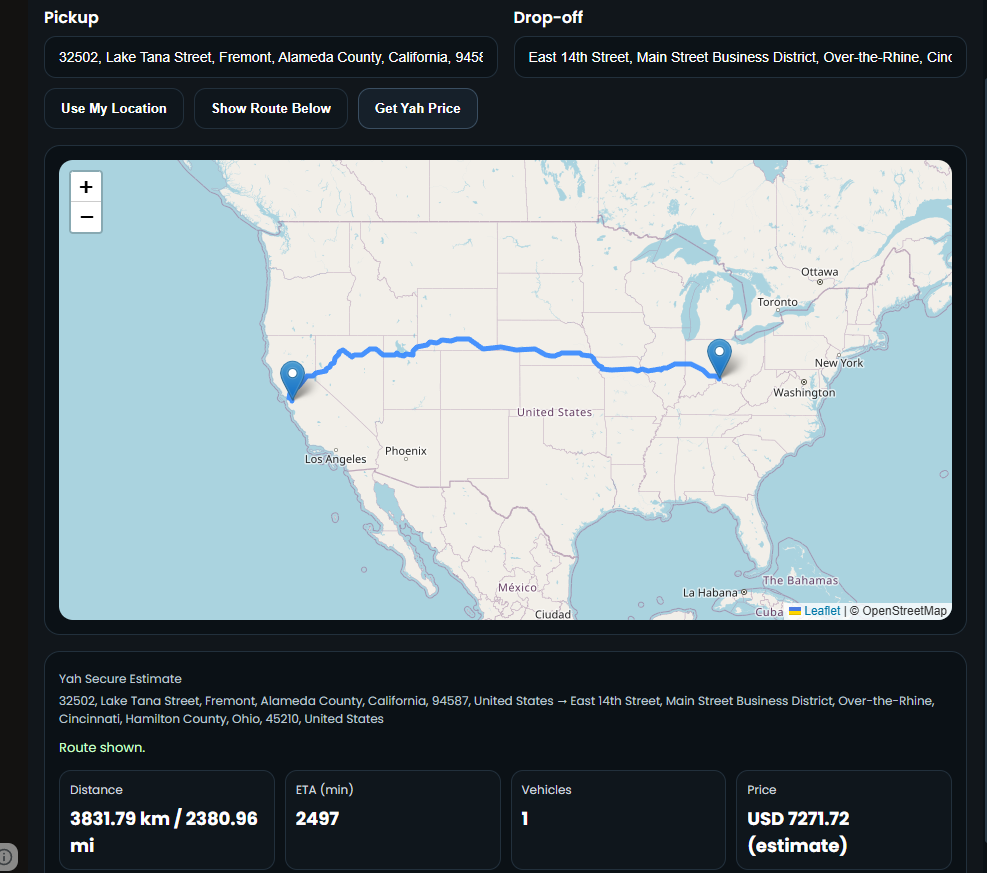 Pickup
Drop-off
32502, Lake Tana Street, Fremont, Alameda County, California, 9458
East 14th Street, Main Street Business District, Over-the-Rhine, Cinc
Use My Location
Show Route Below
Get Yah Price
+
−
Ottawa
Toronto
New York
Washington
United States
Phoenix
Los Angeles
The Bahamas
México
La Habana
Ciudad
Cuba
Leaflet | © OpenStreetMap
Yah Secure Estimate
32502, Lake Tana Street, Fremont, Alameda County, California, 94587, United States → East 14th Street, Main Street Business District, Over-the-Rhine,
Cincinnati, Hamilton County, Ohio, 45210, United States
Route shown.
Distance
3831.79 km / 2380.96
mi
ETA (min)
2497
Vehicles
1
Price
USD 7271.72
(estimate)